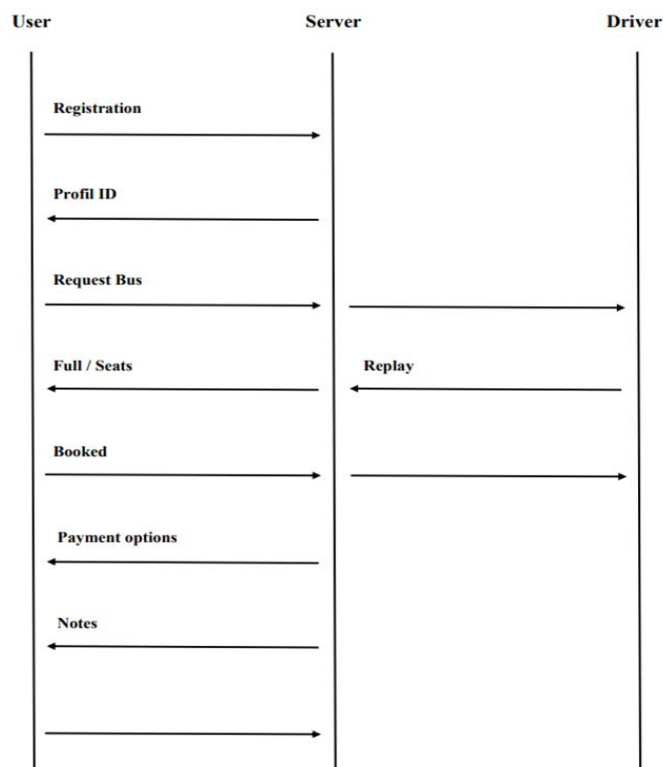 User Server Driver
Registration
Profil ID
Request Bus
Full / Seats Replay
Booked
Payment options
Notes